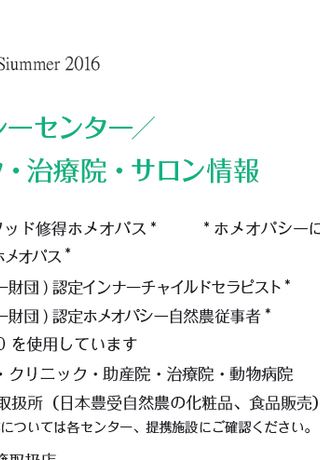 Siummer 2016
シーセンター／
ク・治療院・サロン情報
ッド修得ホメオパス* *ホメオパシーに
ホメオパス*
ー財団）認定インナーチャイルドセラピスト*
ー財団）認定ホメオパシー自然農従事者*
を使用しています
・クリニック・助産院・治療院・動物病院
取扱所（日本豊受自然農の化粧品、食品販売）
については各センター、提携施設にご確認ください。